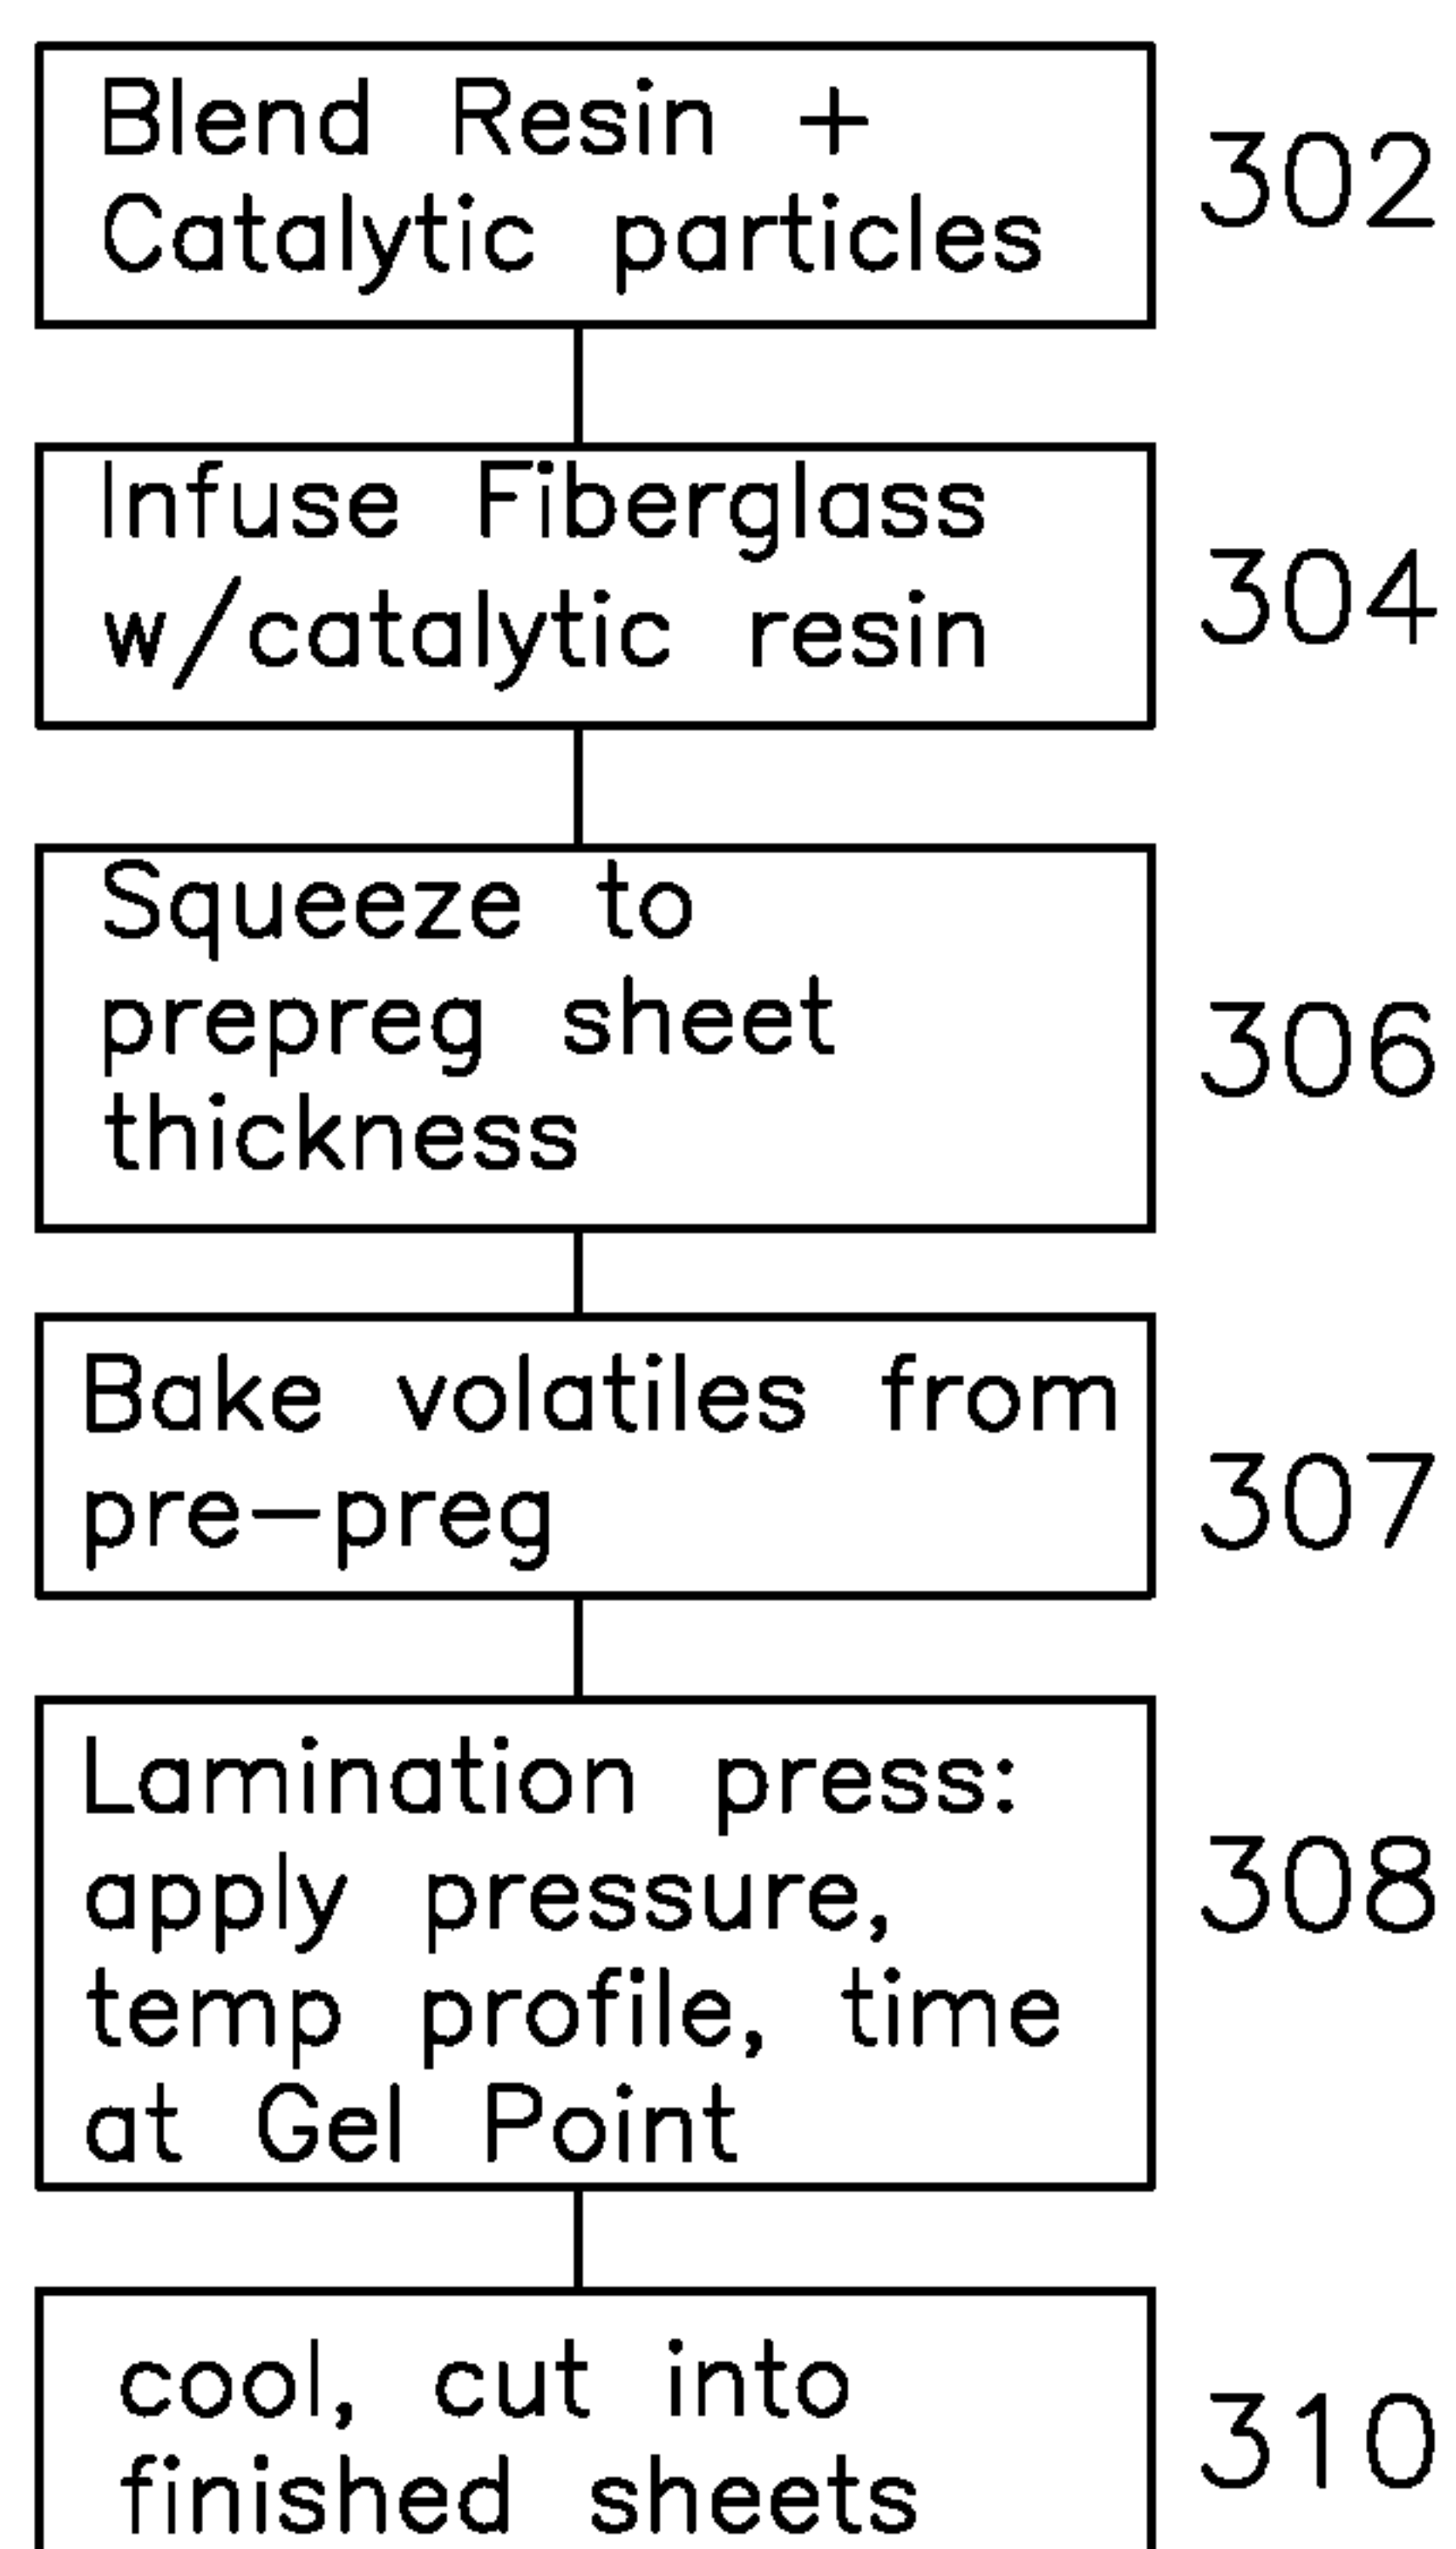 Blend Resin +
Catalytic particles
302
Infuse Fiberglass
w/catalytic resin
304
Squeeze to
prepreg sheet
thickness
306
Bake volatiles from
pre-preg
307
Lamination press:
apply pressure,
temp profile, time
at Gel Point
308
cool, cut into
finished sheets
310